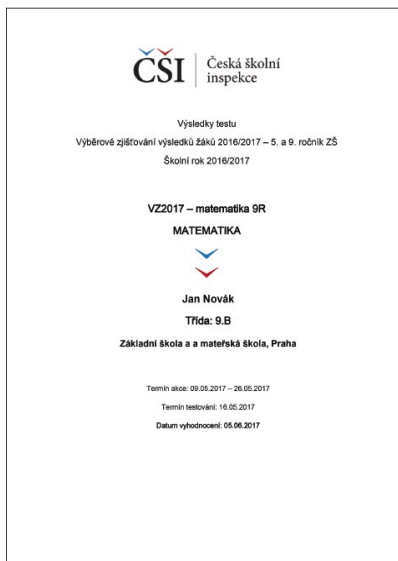 ČŠI
Česká školní
inspekce
Výsledky testu
Výběrové zjišťování výsledků žáků 2016/2017 – 5. a 9. ročník ZŠ
Školní rok 2016/2017
VZ2017 – matematika 9R
MATEMATIKA
Jan Novák
Třída: 9.B
Základní škola a a mateřská škola, Praha
Termín akce: 09.05.2017 – 26.05.2017
Termín testování: 16.05.2017
Datum vyhodnocení: 05.06.2017